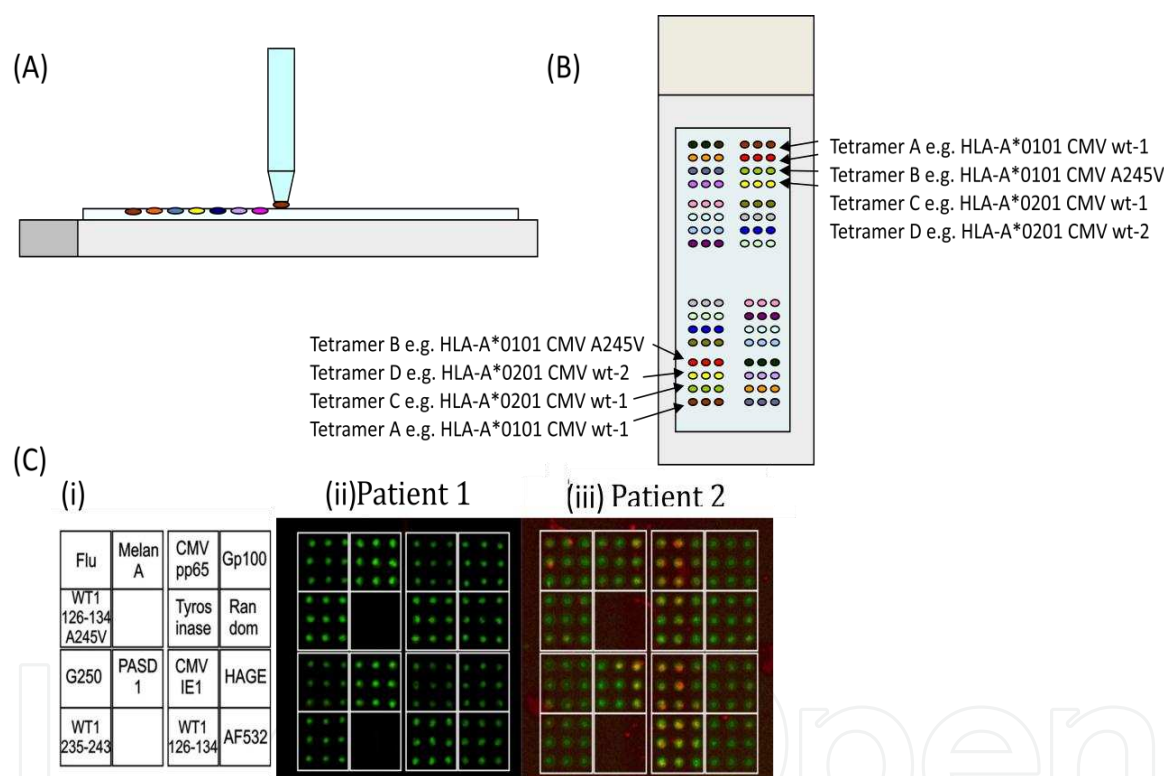 (A)
(B)
Tetramer A e.g. HLA-A*0101 CMV wt-1
Tetramer B e.g. HLA-A*0101 CMV A245V
Tetramer C e.g. HLA-A*0201 CMV wt-1
Tetramer D e.g. HLA-A*0201 CMV wt-2
Tetramer B e.g. HLA-A*0101 CMV A245V
Tetramer D e.g. HLA-A*0201 CMV wt-2
Tetramer C e.g. HLA-A*0201 CMV wt-1
Tetramer A e.g. HLA-A*0101 CMV wt-1
(C)
(i)
(ii)Patient 1
(iii) Patient 2
Flu
Melan
A
CMV
pp65
Gp100
WT1
126-134
A245V
Tyros
inase
Ran
dom
G250
PASD
1
CMV
IE1
HAGE
WT1
235-243
WT1
126-134
AF532
open